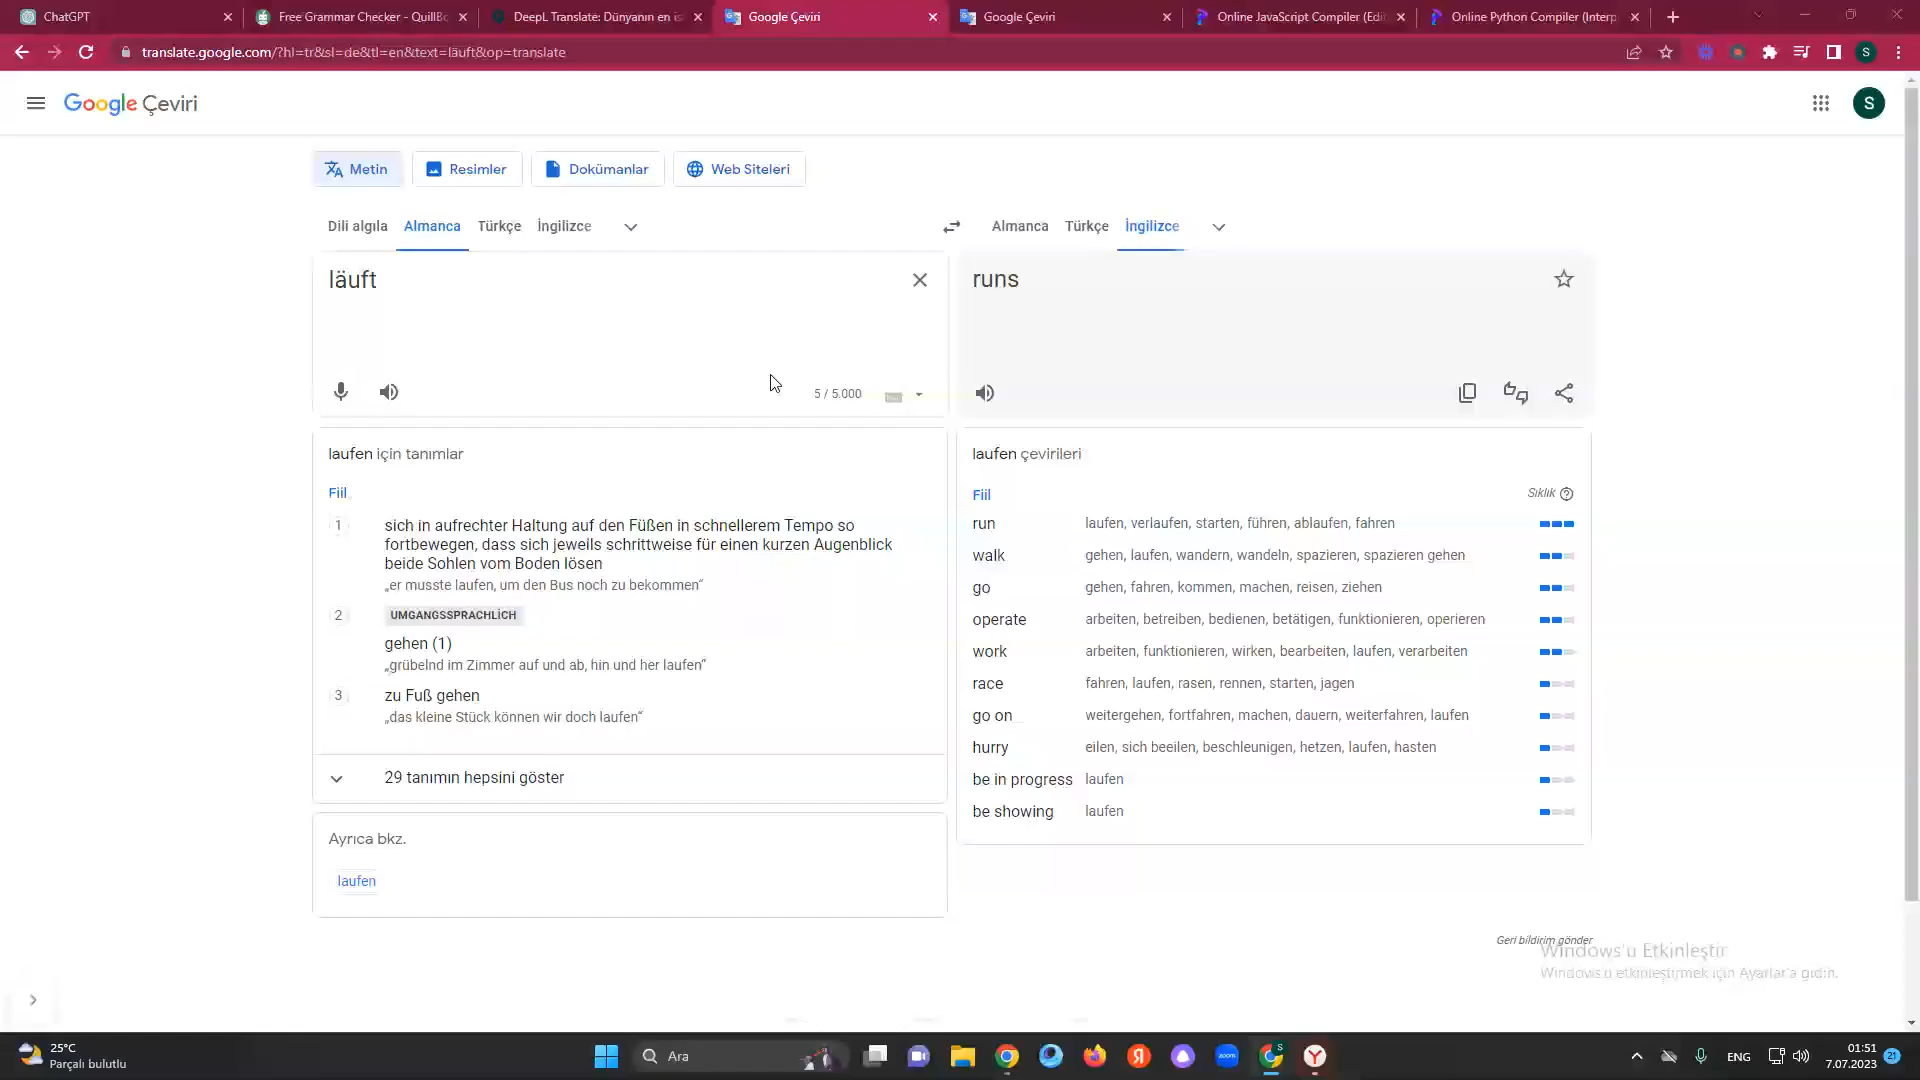 ChatGPT
Free Grammar Checker - QuillBo
DeepL Translate: Dünyanın en is
Google Çeviri
Google Çeviri
Online JavaScript Compiler (Edit
Online Python Compiler (Interp
translate.google.com/?hl=tr&sl=de&tl=en&text=läuft&op=translate
S
Google Çeviri
S
Metin
Resimler
Dokümanlar
Web Siteleri
Dili algıla Almanca Türkçe İngilizce
Almanca Türkçe İngilizce
läuft
5 / 5.000
runs
laufen için tanımlar
Fiil
1
sich in aufrechter Haltung auf den Füßen in schnellerem Tempo so
fortbewegen, dass sich jeweils schrittweise für einen kurzen Augenblick
beide Sohlen vom Boden lösen
„er musste laufen, um den Bus noch zu bekommen“
2
UMGANGSSPRACHLİCH
gehen (1)
„grübelnd im Zimmer auf und ab, hin und her laufen“
3
zu Fuß gehen
„das kleine Stück können wir doch laufen“
29 tanımın hepsini göster
Ayrıca bkz.
laufen
laufen çevirileri
Fiil
Sıklık
run laufen, verlaufen, starten, führen, ablaufen, fahren
walk gehen, laufen, wandern, wandeln, spazieren, spazieren gehen
go gehen, fahren, kommen, machen, reisen, ziehen
operate arbeiten, betreiben, bedienen, betätigen, funktionieren, operieren
work arbeiten, funktionieren, wirken, bearbeiten, laufen, verarbeiten
race fahren, laufen, rasen, rennen, starten, jagen
go on weitergehen, fortfahren, machen, dauern, weiterfahren, laufen
hurry eilen, sich beeilen, beschleunigen, hetzen, laufen, hasten
be in progress laufen
be showing laufen
Geri bildirim gönder
Windows'u Etkinleştir
Windows'u etkinleştirmek için Ayarlar'a gidin.
25°C
Parçalı bulutlu
Ara
zoom
S
ENG
01:51
7.07.2023
21